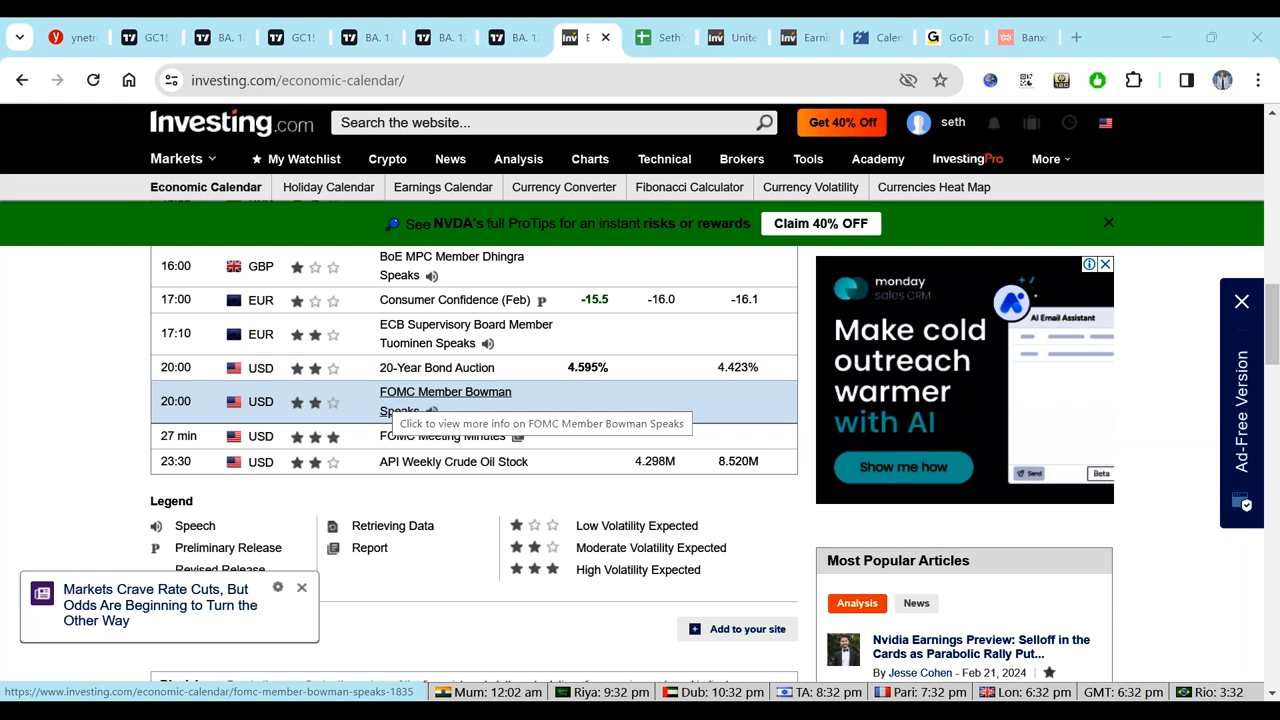 ynetn
GC1!
BA. 12
GC1!
BA. 1:
BA. 12
BA. 12
Inv
E
Seth'
Inv
Unite
Inv
Earni
Calen
GoTo
Banx
investing.com/economic-calendar/
Investing.com
Search the website...
Get 40% Off
seth
Markets
My Watchlist
Crypto
News
Analysis
Charts
Technical
Brokers
Tools
Academy
InvestingPro
More
Economic Calendar
Holiday Calendar
Earnings Calendar
Currency Converter
Fibonacci Calculator
Currency Volatility
Currencies Heat Map
See NVDA's full ProTips for an instant risks or rewards
Claim 40% OFF
16:00 GBP BoE MPC Member Dhingra
Speaks
17:00 EUR Consumer Confidence (Feb) P -15.5 -16.0 -16.1
17:10 EUR ECB Supervisory Board Member
Tuominen Speaks
20:00 USD 20-Year Bond Auction 4.595% 4.423%
20:00 USD FOMC Member Bowman
Speaks
Click to view more info on FOMC Member Bowman Speaks
27 min USD FOMC Meeting Minutes
23:30 USD API Weekly Crude Oil Stock 4.298M 8.520M
monday
sales CRM
AI Email Assistant
Make cold
outreach
warmer
with AI
Show me how
Send
Beta
Ad-Free Version
Legend
Speech
Retrieving Data
Low Volatility Expected
P Preliminary Release
Report
Moderate Volatility Expected
Revised Release
High Volatility Expected
Markets Crave Rate Cuts, But
Odds Are Beginning to Turn the
Other Way
Add to your site
Most Popular Articles
Analysis
News
Nvidia Earnings Preview: Selloff in the
Cards as Parabolic Rally Put...
By Jesse Cohen - Feb 21, 2024
https://www.investing.com/economic-calendar/fomc-member-bowman-speaks-1835
Mum: 12:02 am
Riya: 9:32 pm
Dub: 10:32 pm
TA: 8:32 pm
Pari: 7:32 pm
Lon: 6:32 pm
GMT: 6:32 pm
Rio: 3:32